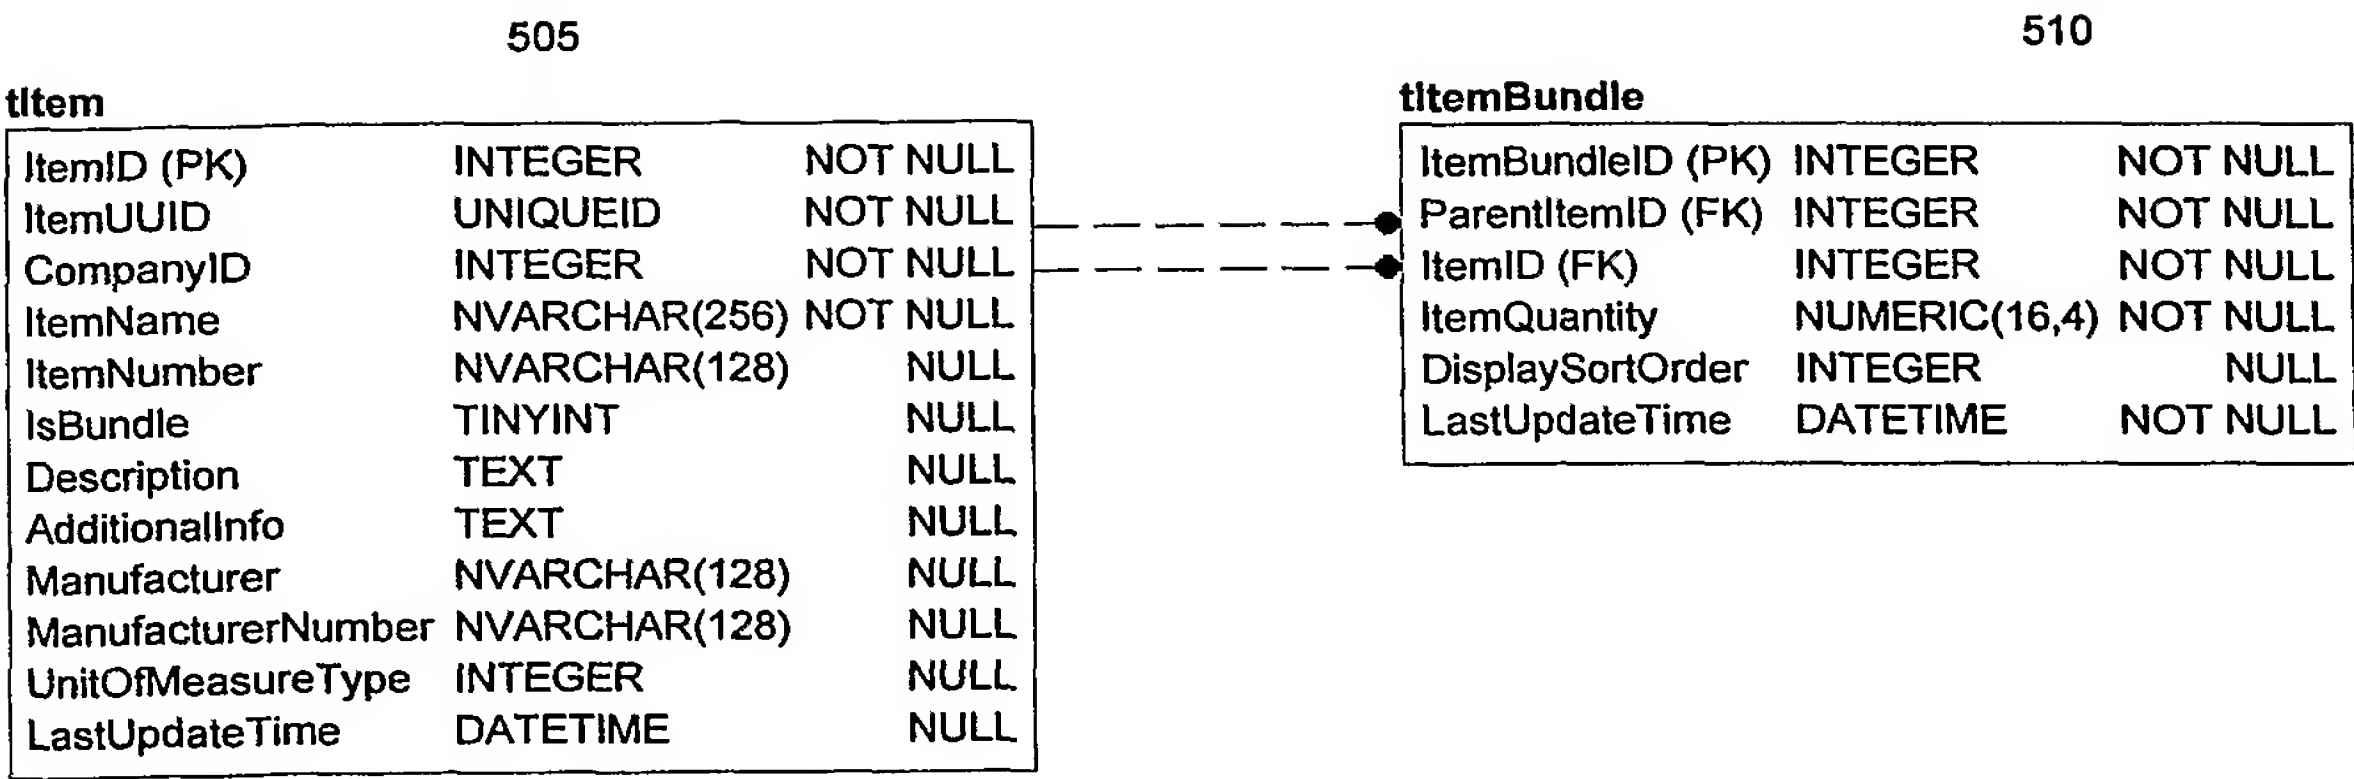 505
tItem
ItemID (PK) INTEGER NOT NULL
ItemUUID UNIQUEID NOT NULL
CompanyID INTEGER NOT NULL
ItemName NVARCHAR(256) NOT NULL
ItemNumber NVARCHAR(128) NULL
IsBundle TINYINT NULL
Description TEXT NULL
AdditionalInfo TEXT NULL
Manufacturer NVARCHAR(128) NULL
ManufacturerNumber NVARCHAR(128) NULL
UnitOfMeasureType INTEGER NULL
LastUpdateTime DATETIME NULL
510
tItemBundle
ItemBundleID (PK) INTEGER NOT NULL
ParentItemID (FK) INTEGER NOT NULL
ItemID (FK) INTEGER NOT NULL
ItemQuantity NUMERIC(16,4) NOT NULL
DisplaySortOrder INTEGER NULL
LastUpdateTime DATETIME NOT NULL